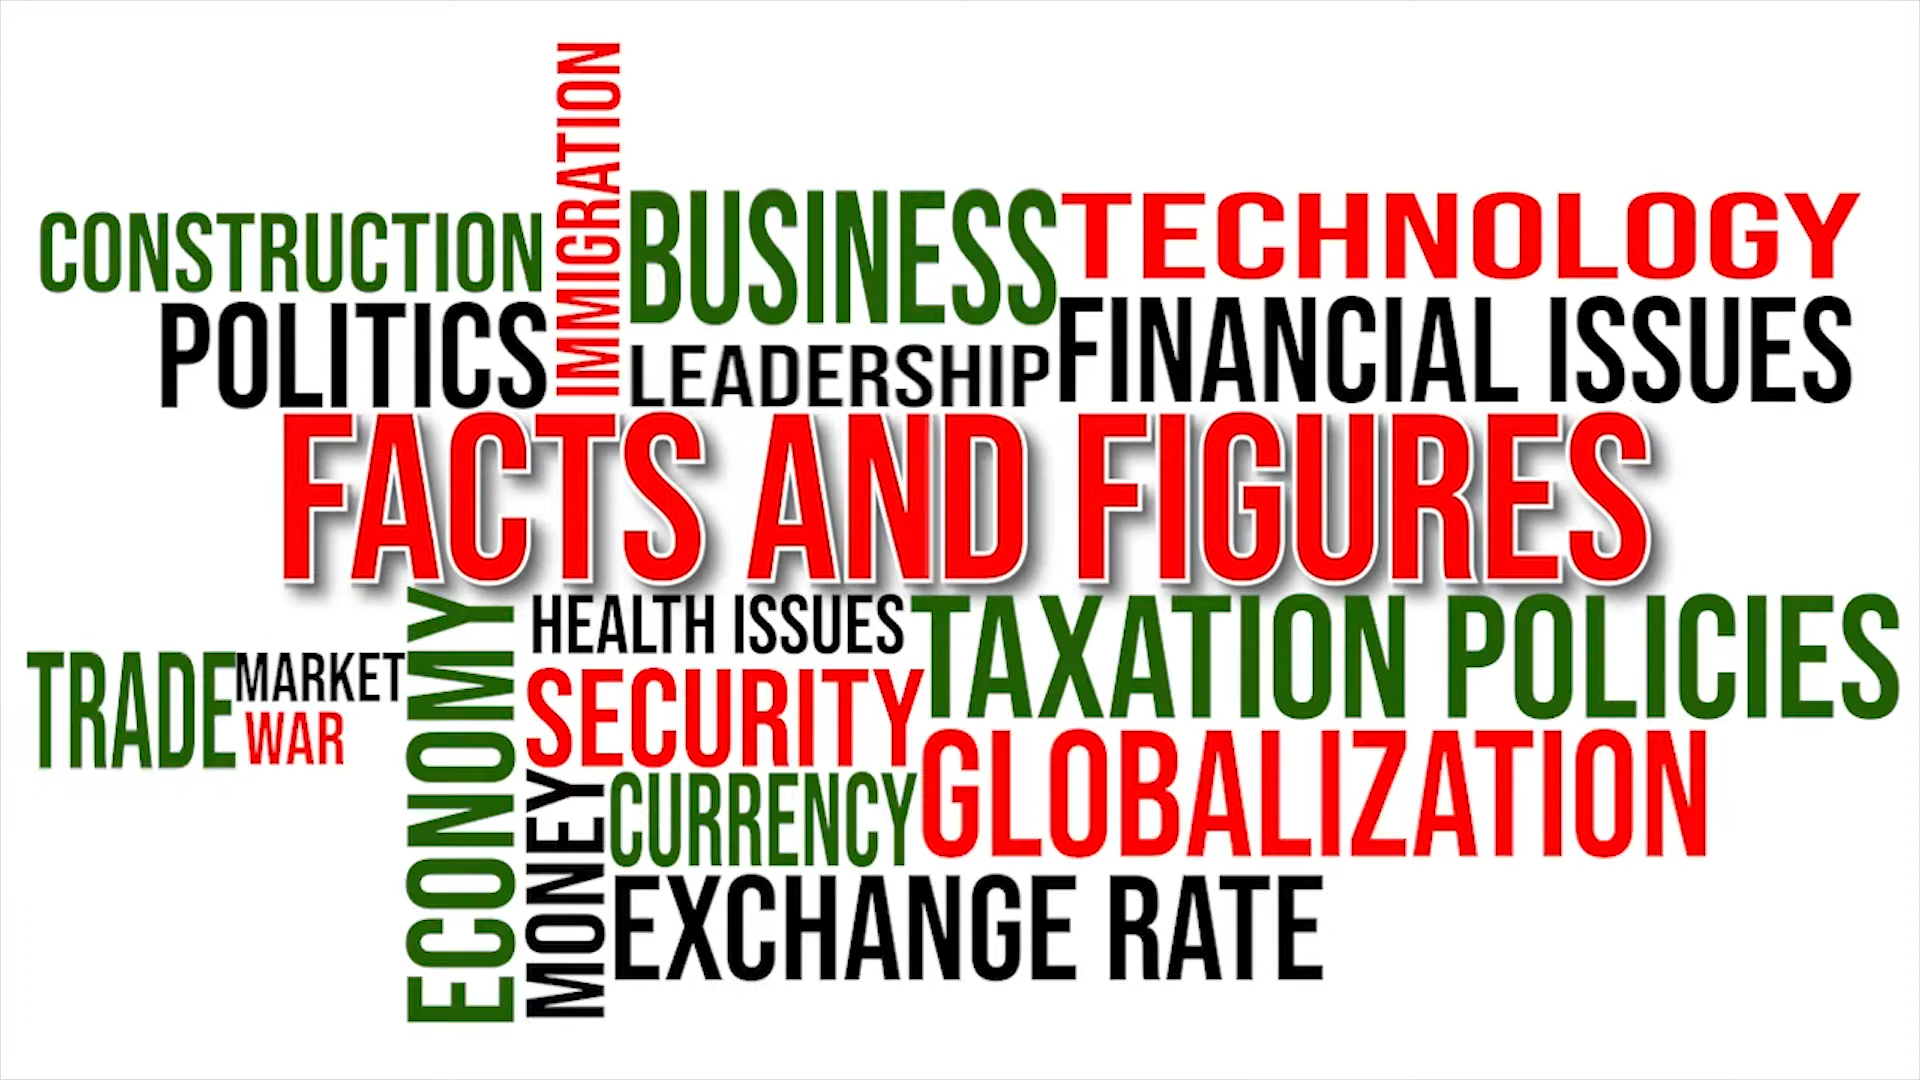 IMMIGRATION
CONSTRUCTION
BUSINESS
TECHNOLOGY
POLITICS
LEADERSHIP
FINANCIAL ISSUES
FACTS AND FIGURES
ECONOMY
HEALTH ISSUES
TAXATION POLICIES
TRADE
MARKET
WAR
SECURITY
GLOBALIZATION
MONEY
CURRENCY
EXCHANGE RATE